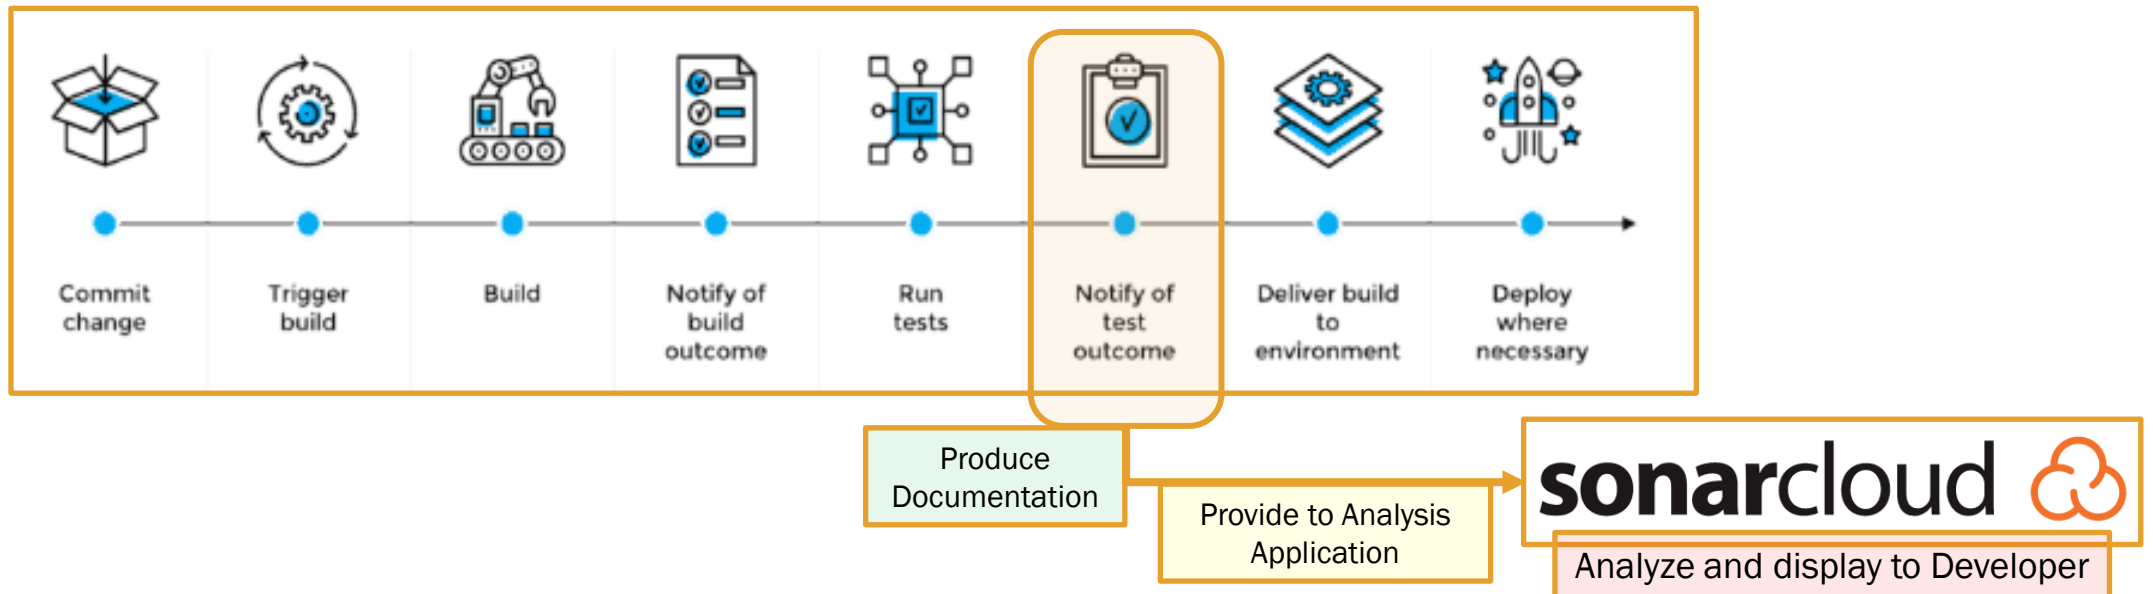 Commit
change
Trigger
build
Build
Notify of
build
outcome
Run
tests
Notify of
test
outcome
Deliver build
to
environment
Deploy
where
necessary
Produce
Documentation
Provide to Analysis
Application
sonarcloud
Analyze and display to Developer